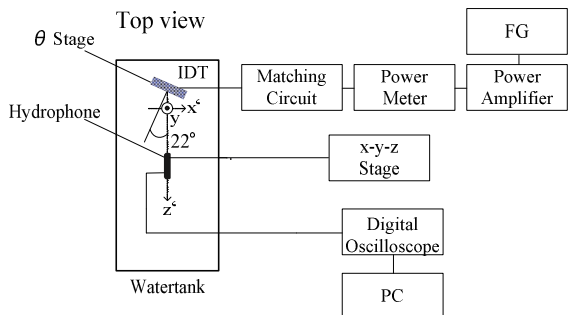 Top view
FG
θ Stage
IDT
Matching
Circuit
Power
Meter
Power
Amplifier
Hydrophone
x‘
y
22°
x-y-z
Stage
z‘
Digital
Oscilloscope
Watertank
PC